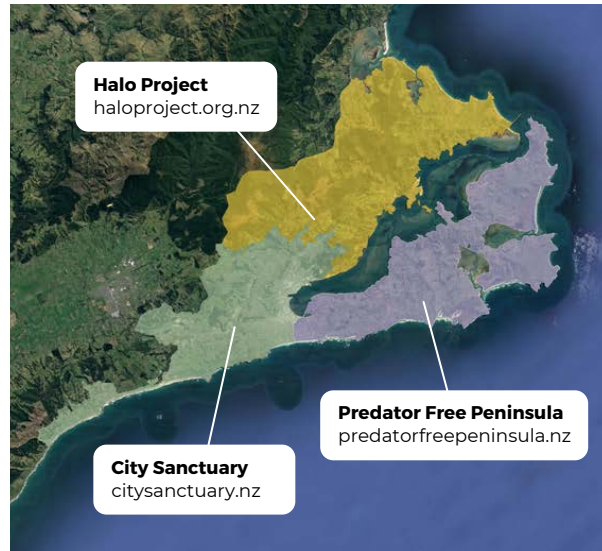 Halo Project
haloproject.org.nz
Predator Free Peninsula
predatorfreepeninsula.nz
City Sanctuary
citysanctuary.nz